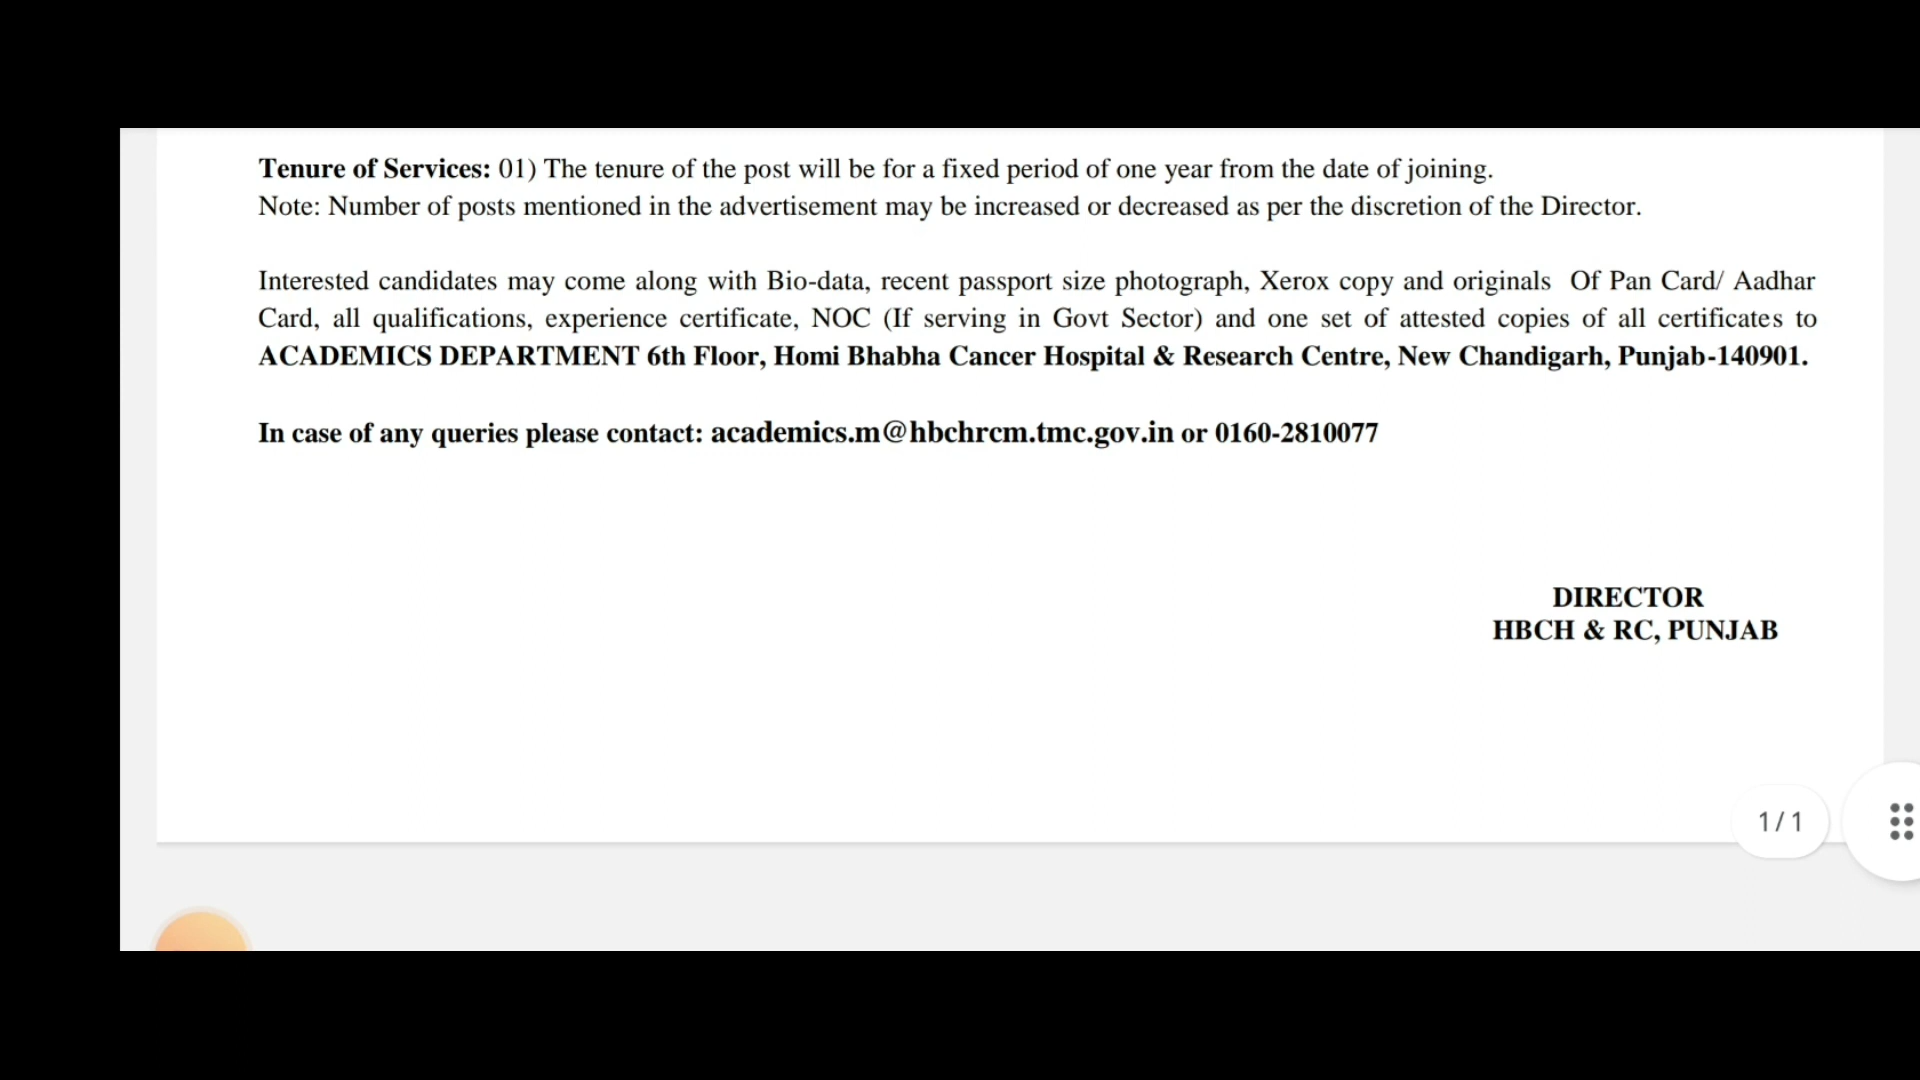 Tenure of Services: 01) The tenure of the post will be for a fixed period of one year from the date of joining.
Note: Number of posts mentioned in the advertisement may be increased or decreased as per the discretion of the Director.
Interested candidates may come along with Bio-data, recent passport size photograph, Xerox copy and originals Of Pan Card/ Aadhar
Card, all qualifications, experience certificate, NOC (If serving in Govt Sector) and one set of attested copies of all certificates to
ACADEMICS DEPARTMENT 6th Floor, Homi Bhabha Cancer Hospital & Research Centre, New Chandigarh, Punjab-140901.
In case of any queries please contact: academics.m@hbchrcm.tmc.gov.in or 0160-2810077
DIRECTOR
HBCH & RC, PUNJAB
1/1